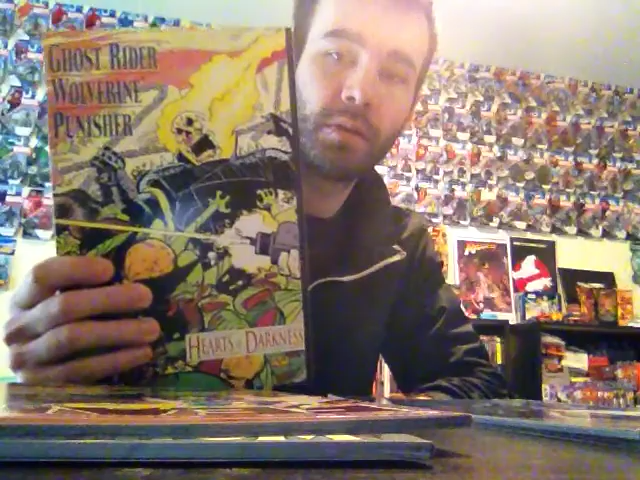 GHOST RIDER
WOLVERINE
PUNISHER
HEARTS OF DARKNESS